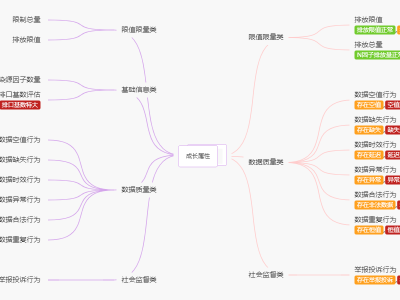 限制总量
排放限值
限值限量类
染源因子数量
排口基数评估
排口基数特大
基础信息类
数据空值行为
数据缺失行为
数据时效行为
数据异常行为
数据合法行为
数据重复行为
数据质量类
举报投诉行为
社会监督类
成长属性
限值限量类
排放限值
排放限值正常
排放总量
N因子排放量正常
数据质量类
数据空值行为
存在空值 空值
数据缺失行为
存在缺失 缺失
数据时效行为
存在延迟 延迟
数据异常行为
存在异常 异常
数据合法行为
存在非法数据
数据重复行为
存在恒值 恒值
社会监督类
举报投诉行为
存在举报投诉